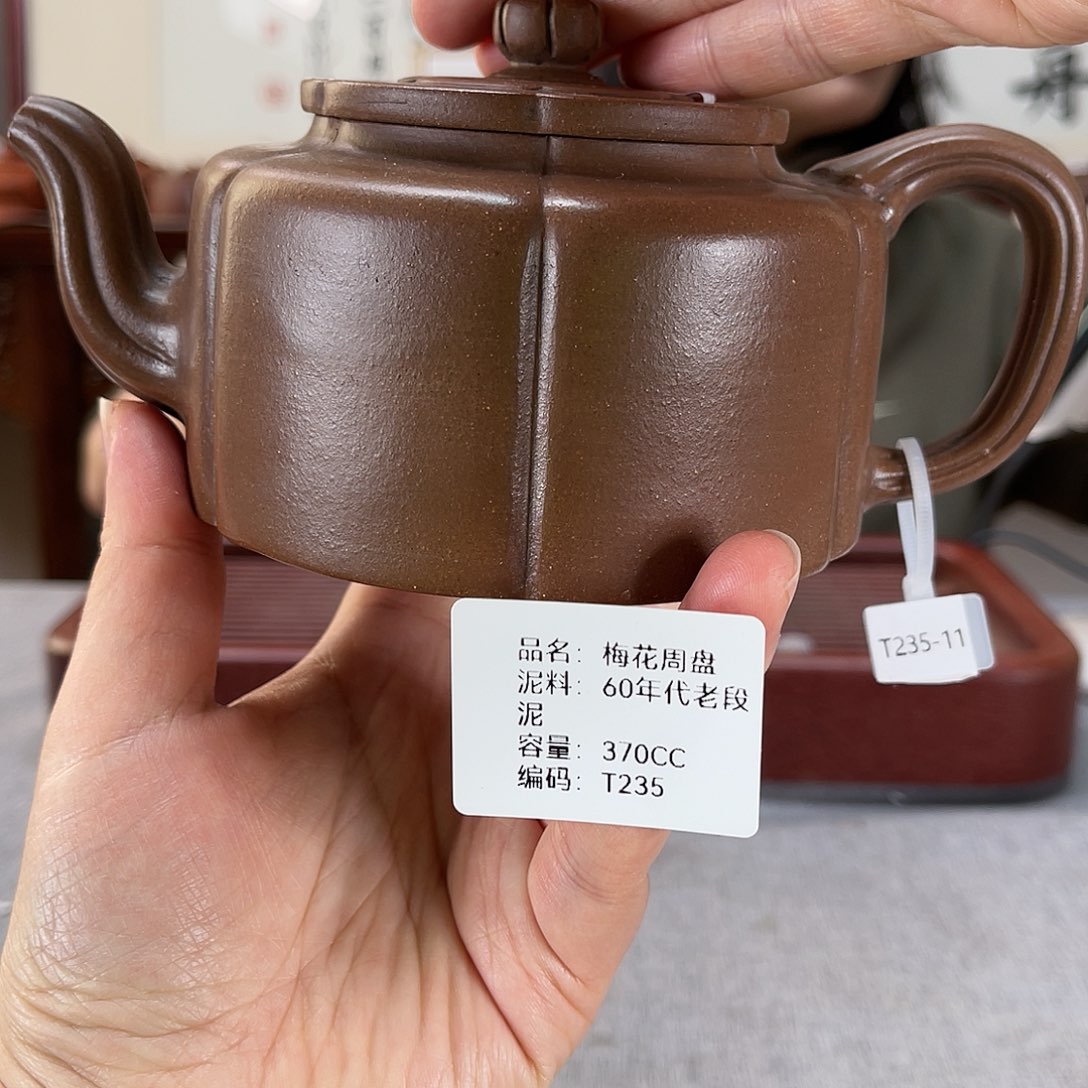 品名: 梅花周盘
泥料: 60年代老段
泥
容量: 370CC
编码: T235
T235-11